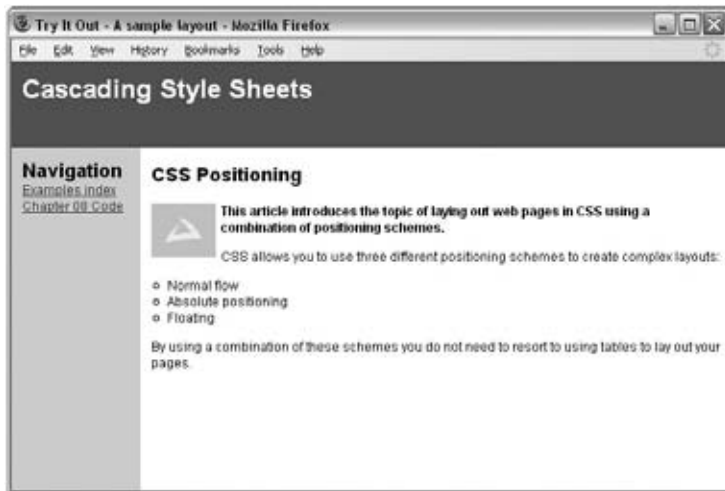 Try It Out - A sample layout - Mozilla Firefox
File Edit View History Bookmarks Tools Help
Cascading Style Sheets
Navigation
Examples index
Chapter 08 Code
CSS Positioning
This article introduces the topic of laying out web pages in CSS using a
combination of positioning schemes.
CSS allows you to use three different positioning schemes to create complex layouts:
Normal flow
Absolute positioning
Floating
By using a combination of these schemes you do not need to resort to using tables to lay out your
pages.